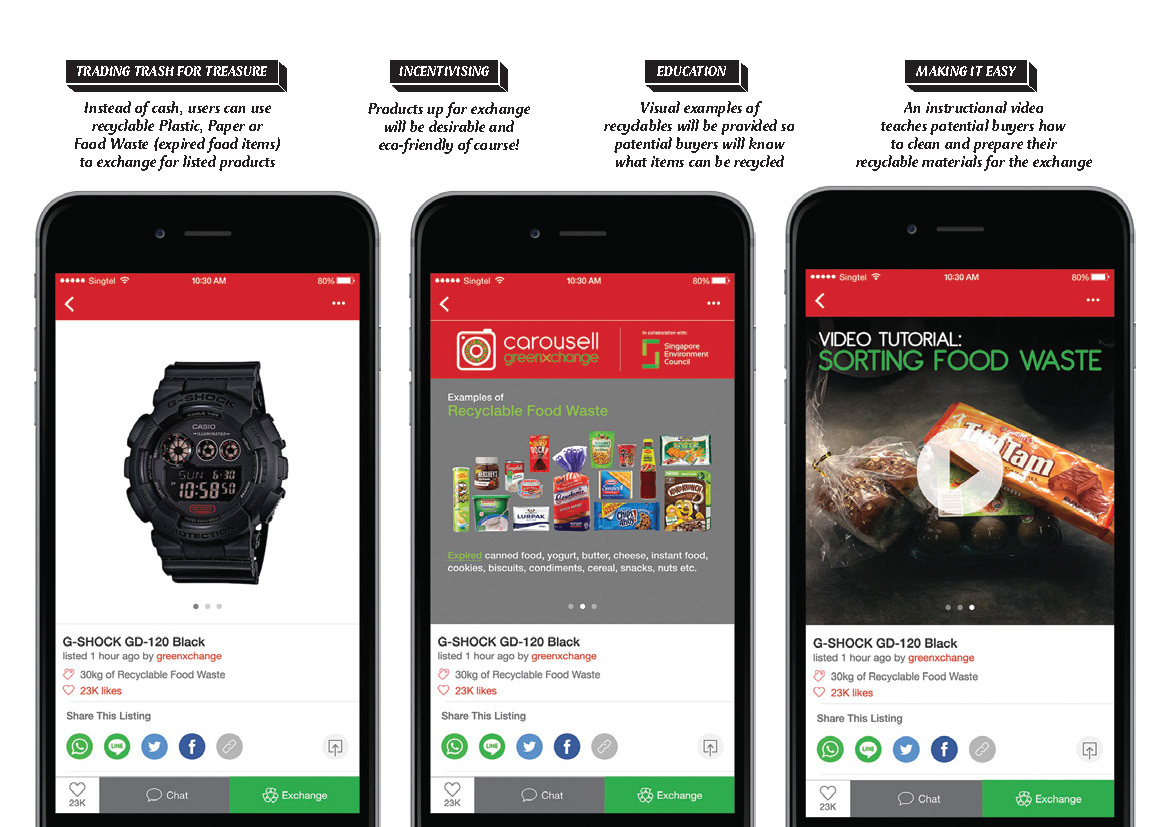 TRADING TRASH FOR TREASURE
Instead of cash, users can use
recyclable Plastic, Paper or
Food Waste (expired food items)
to exchange for listed products
INCENTIVISING
Products up for exchange
will be desirable and
eco-friendly of course!
EDUCATION
Visual examples of
recyclables will be provided so
potential buyers will know
what items can be recycled
MAKING IT EASY
An instructional video
teaches potential buyers how
to clean and prepare their
recyclable materials for the exchange
Singtel 10:30 AM 80%
G-SHOCK
CASIO
ILLUMINATOR
SUN 6-30
P 10:58 50
G-SHOCK GD-120 Black
listed 1 hour ago by greenxchange
30kg of Recyclable Food Waste
23K likes
Share This Listing
LINE
23K
Chat
Exchange
Singtel 10:30 AM 80%
carousell
greenxchange
In collaboration with:
Singapore
Environment
Council
Examples of
Recyclable Food Waste
HERSHEY'S
LURPAK
Chips Ahoy!
Expired canned food, yogurt, butter, cheese, instant food,
cookies, biscuits, condiments, cereal, snacks, nuts etc.
G-SHOCK GD-120 Black
listed 1 hour ago by greenxchange
30kg of Recyclable Food Waste
23K likes
Share This Listing
LINE
23K
Chat
Exchange
Singtel 10:30 AM 80%
VIDEO TUTORIAL:
SORTING FOOD WASTE
Tim Tam
G-SHOCK GD-120 Black
listed 1 hour ago by greenxchange
30kg of Recyclable Food Waste
23K likes
Share This Listing
LINE
23K
Chat
Exchange